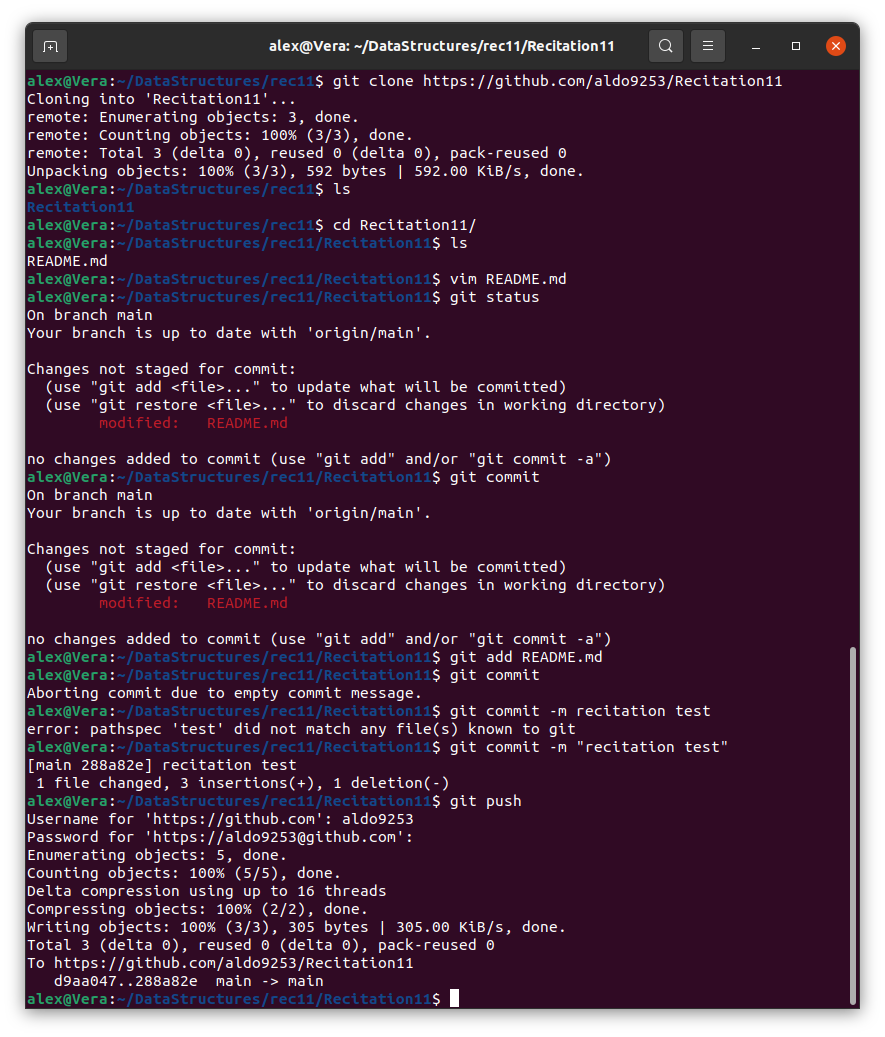 alex@Vera: ~/DataStructures/rec11/Recitation11
alex@Vera:~/DataStructures/rec11$ git clone https://github.com/aldo9253/Recitation11
Cloning into 'Recitation11'...
remote: Enumerating objects: 3, done.
remote: Counting objects: 100% (3/3), done.
remote: Total 3 (delta 0), reused 0 (delta 0), pack-reused 0
Unpacking objects: 100% (3/3), 592 bytes | 592.00 KiB/s, done.
alex@Vera:~/DataStructures/rec11$ ls
Recitation11
alex@Vera:~/DataStructures/rec11$ cd Recitation11/
alex@Vera:~/DataStructures/rec11/Recitation11$ ls
README.md
alex@Vera:~/DataStructures/rec11/Recitation11$ vim README.md
alex@Vera:~/DataStructures/rec11/Recitation11$ git status
On branch main
Your branch is up to date with 'origin/main'.

Changes not staged for commit:
  (use "git add <file>..." to update what will be committed)
  (use "git restore <file>..." to discard changes in working directory)
        modified:   README.md

no changes added to commit (use "git add" and/or "git commit -a")
alex@Vera:~/DataStructures/rec11/Recitation11$ git commit
On branch main
Your branch is up to date with 'origin/main'.

Changes not staged for commit:
  (use "git add <file>..." to update what will be committed)
  (use "git restore <file>..." to discard changes in working directory)
        modified:   README.md

no changes added to commit (use "git add" and/or "git commit -a")
alex@Vera:~/DataStructures/rec11/Recitation11$ git add README.md
alex@Vera:~/DataStructures/rec11/Recitation11$ git commit
Aborting commit due to empty commit message.
alex@Vera:~/DataStructures/rec11/Recitation11$ git commit -m recitation test
error: pathspec 'test' did not match any file(s) known to git
alex@Vera:~/DataStructures/rec11/Recitation11$ git commit -m "recitation test"
[main 288a82e] recitation test
 1 file changed, 3 insertions(+), 1 deletion(-)
alex@Vera:~/DataStructures/rec11/Recitation11$ git push
Username for 'https://github.com': aldo9253
Password for 'https://aldo9253@github.com':
Enumerating objects: 5, done.
Counting objects: 100% (5/5), done.
Delta compression using up to 16 threads
Compressing objects: 100% (2/2), done.
Writing objects: 100% (3/3), 305 bytes | 305.00 KiB/s, done.
Total 3 (delta 0), reused 0 (delta 0), pack-reused 0
To https://github.com/aldo9253/Recitation11
   d9aa047..288a82e  main -> main
alex@Vera:~/DataStructures/rec11/Recitation11$